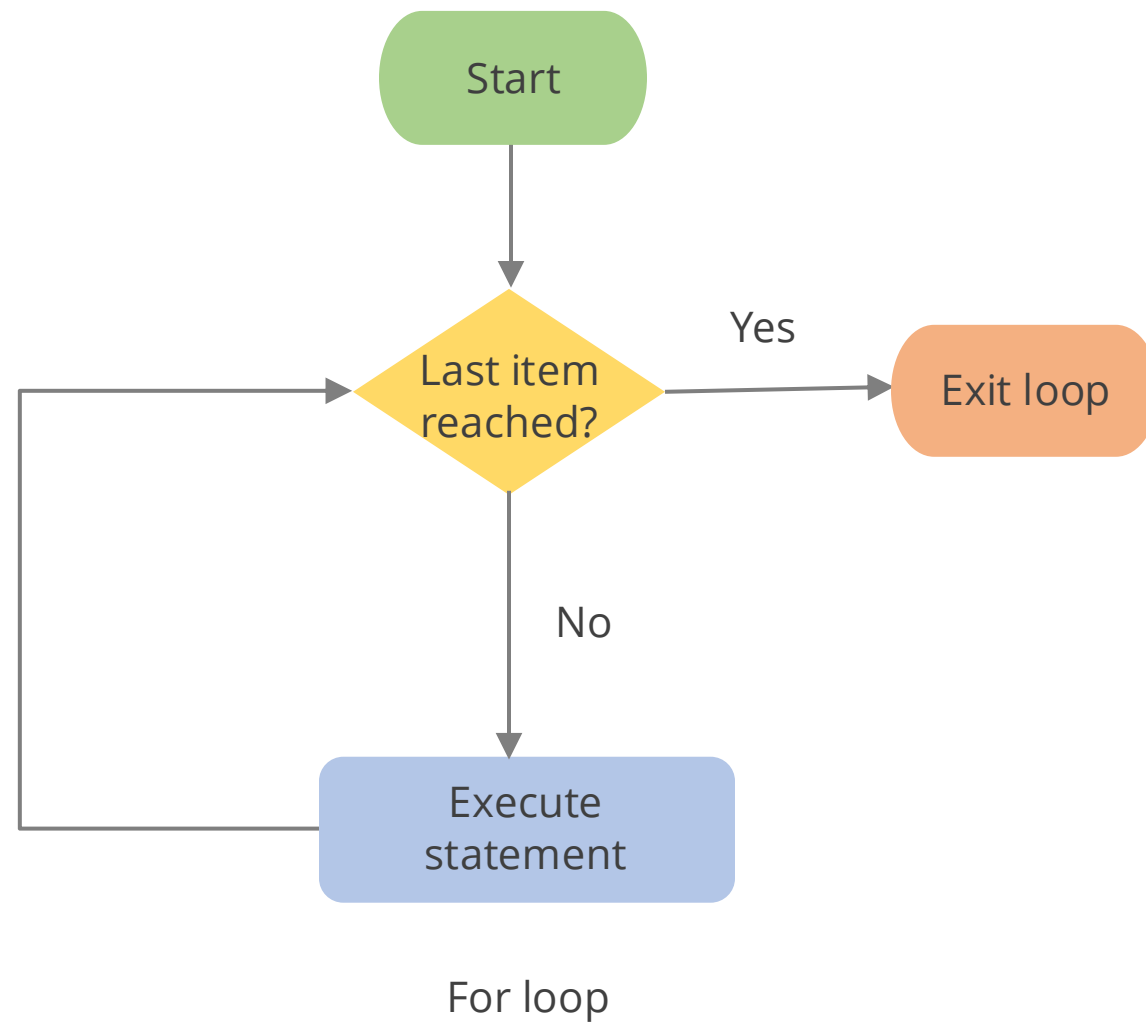 Start
Last item
reached?
Yes
Exit loop
No
Execute
statement
For loop